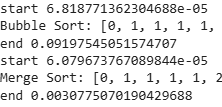 start 6.818771362304688e-05
Bubble Sort: [0, 1, 1, 1, 1,
end 0.09197545051574707
start 6.079673767089844e-05
Merge Sort: [0, 1, 1, 1, 1, 2
end 0.0030775070190429688